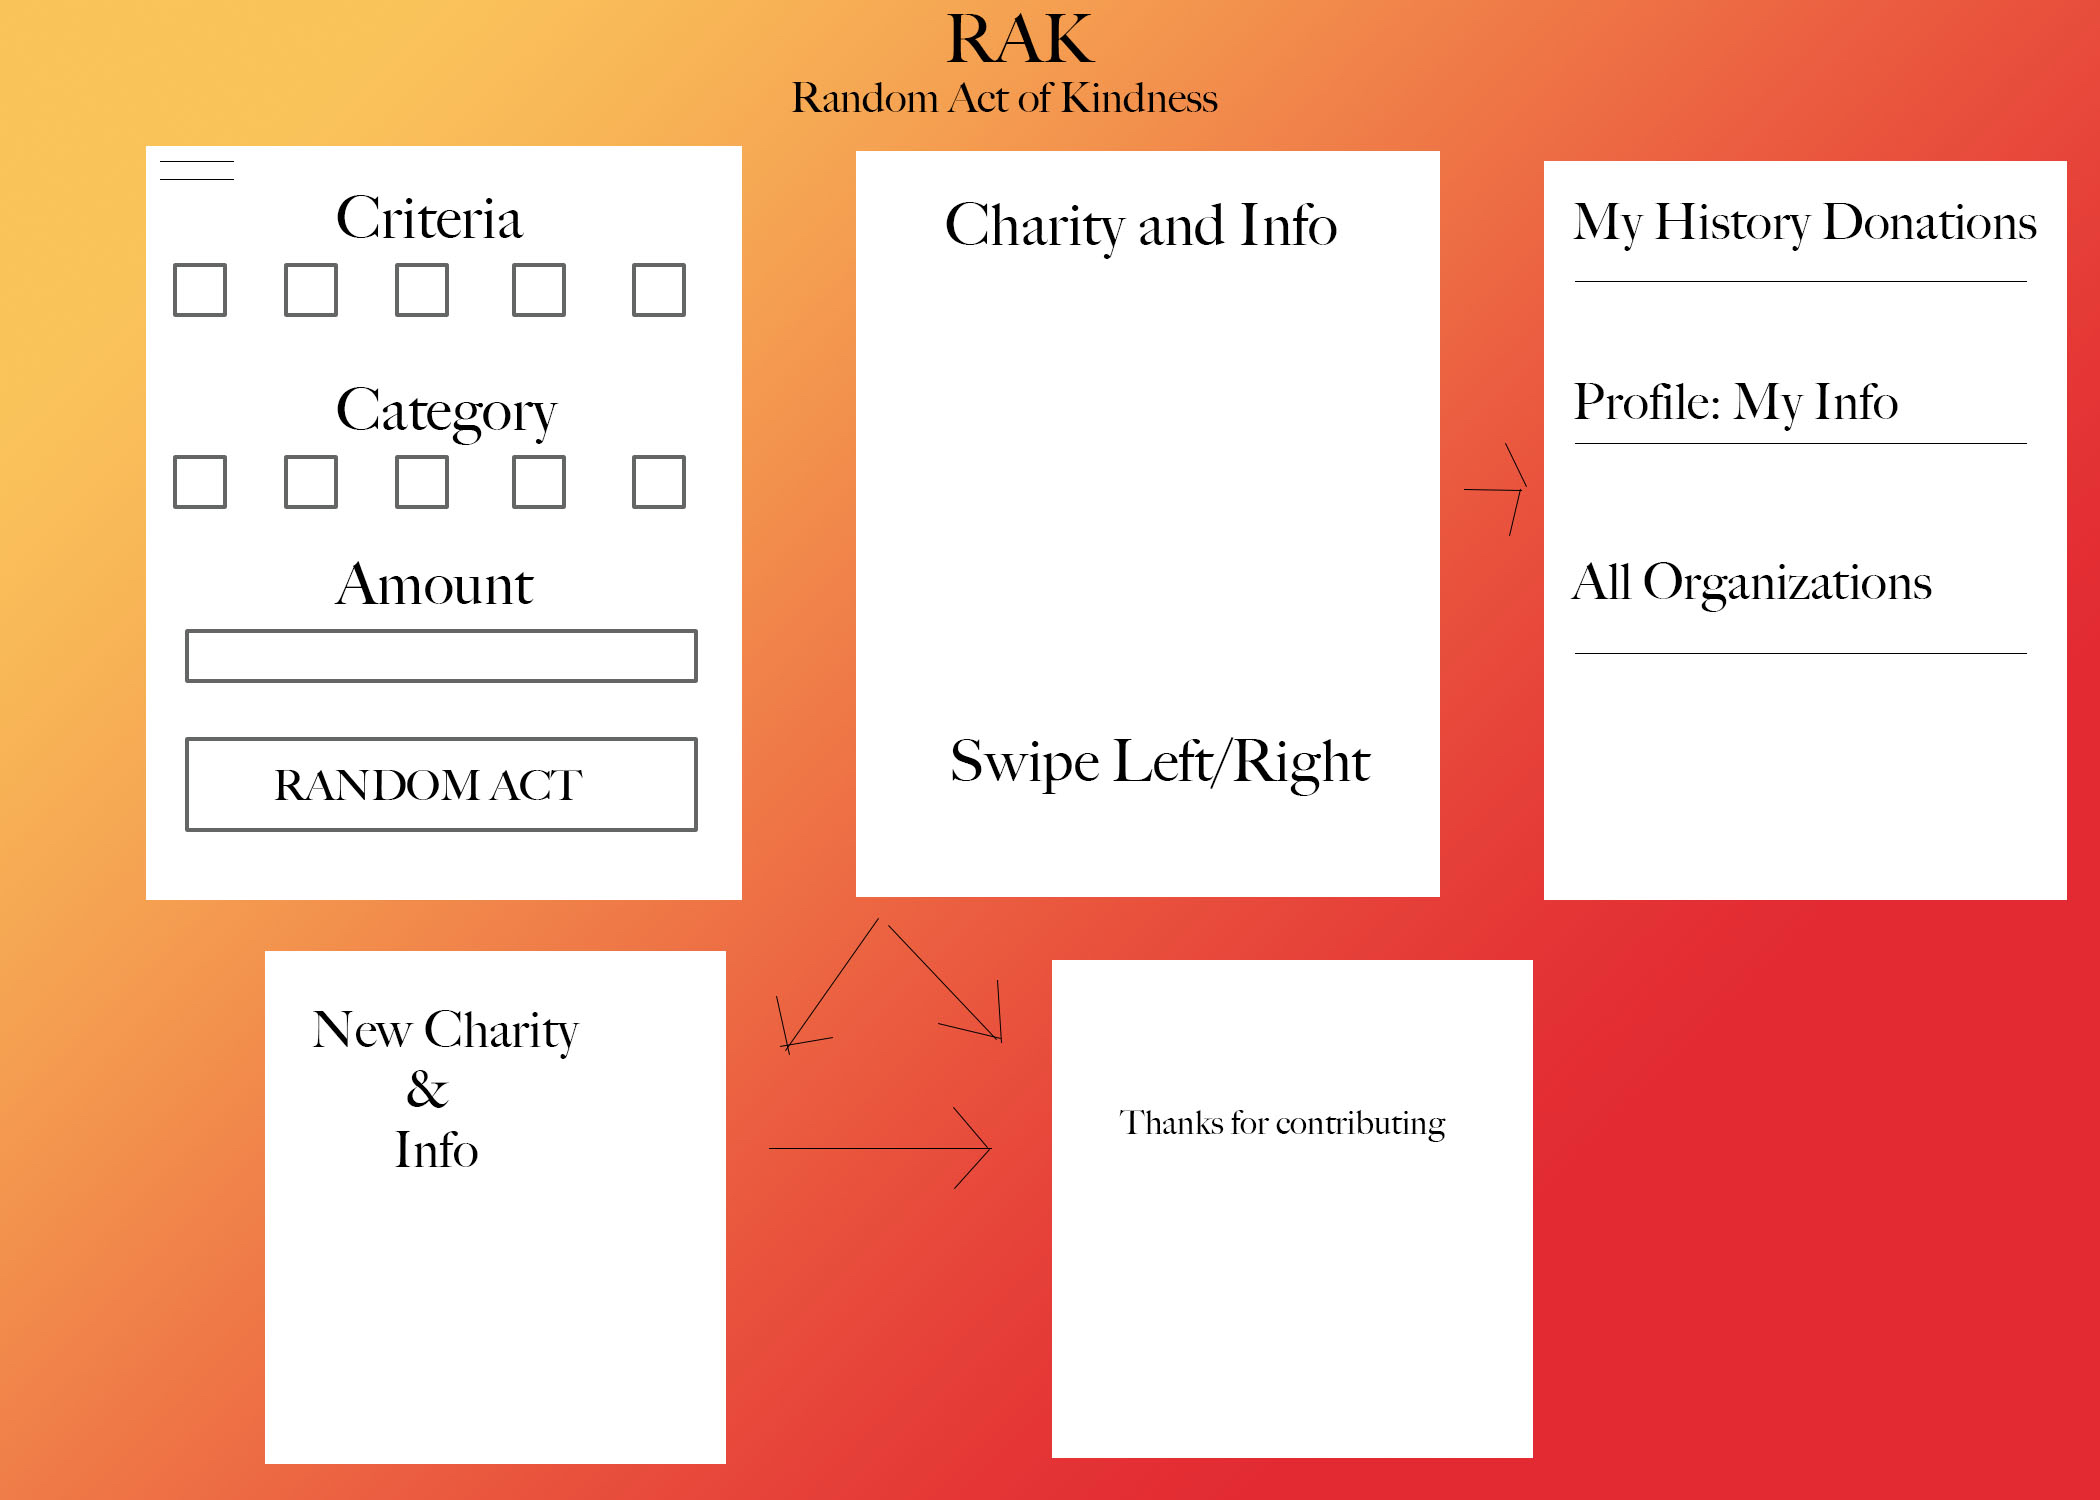 RAK
Random Act of Kindness
Criteria
Category
Amount
RANDOM ACT
Charity and Info
Swipe Left/Right
My History Donations
Profile: My Info
All Organizations
New Charity
&
Info
Thanks for contributing